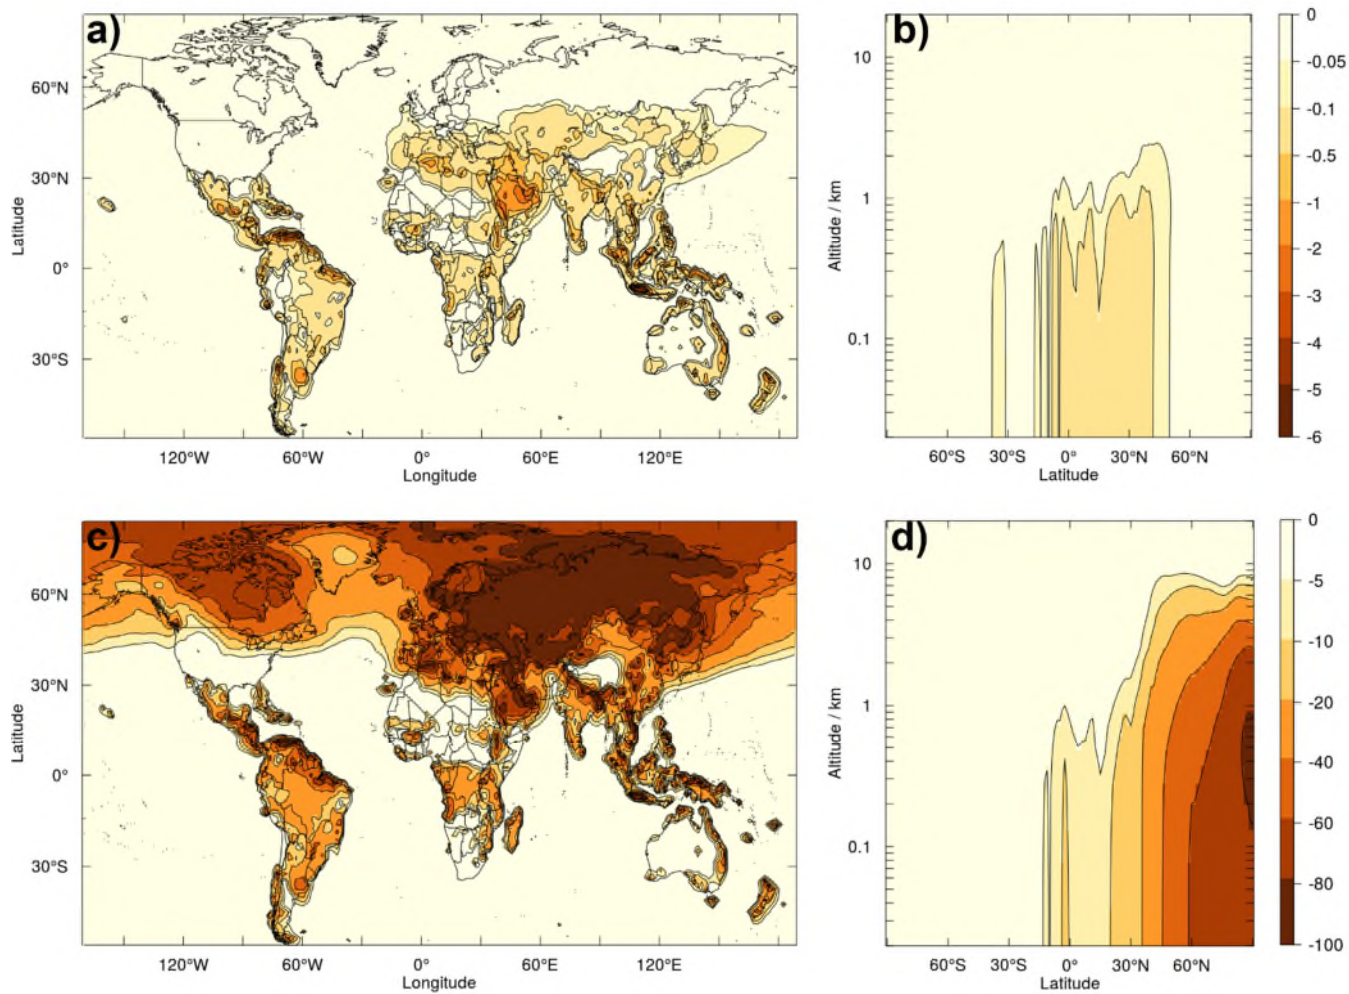 a)
60°N
30°N
0°
30°S
Latitude
120°W 60°W 0° 60°E 120°E
Longitude
b)
10
1
0.1
Altitude / km
60°S 30°S 0° 30°N 60°N
Latitude
0
-0.05
-0.1
-0.5
-1
-2
-3
-4
-5
-6
c)
60°N
30°N
0°
30°S
Latitude
120°W 60°W 0° 60°E 120°E
Longitude
d)
10
1
0.1
Altitude / km
60°S 30°S 0° 30°N 60°N
Latitude
0
-5
-10
-20
-40
-60
-80
-100